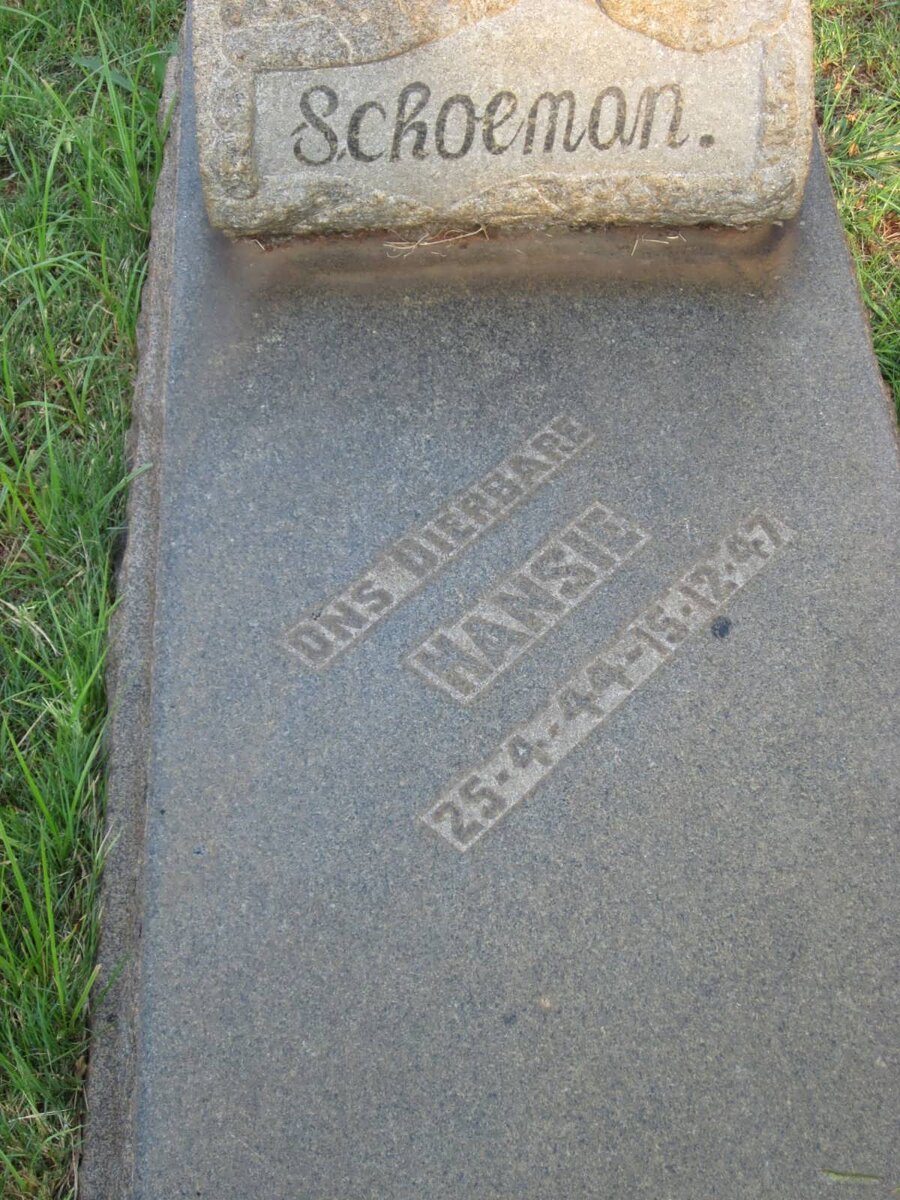 Schoeman.
ONS DIERBARE
HANSIE
25·4·44-15·12·47